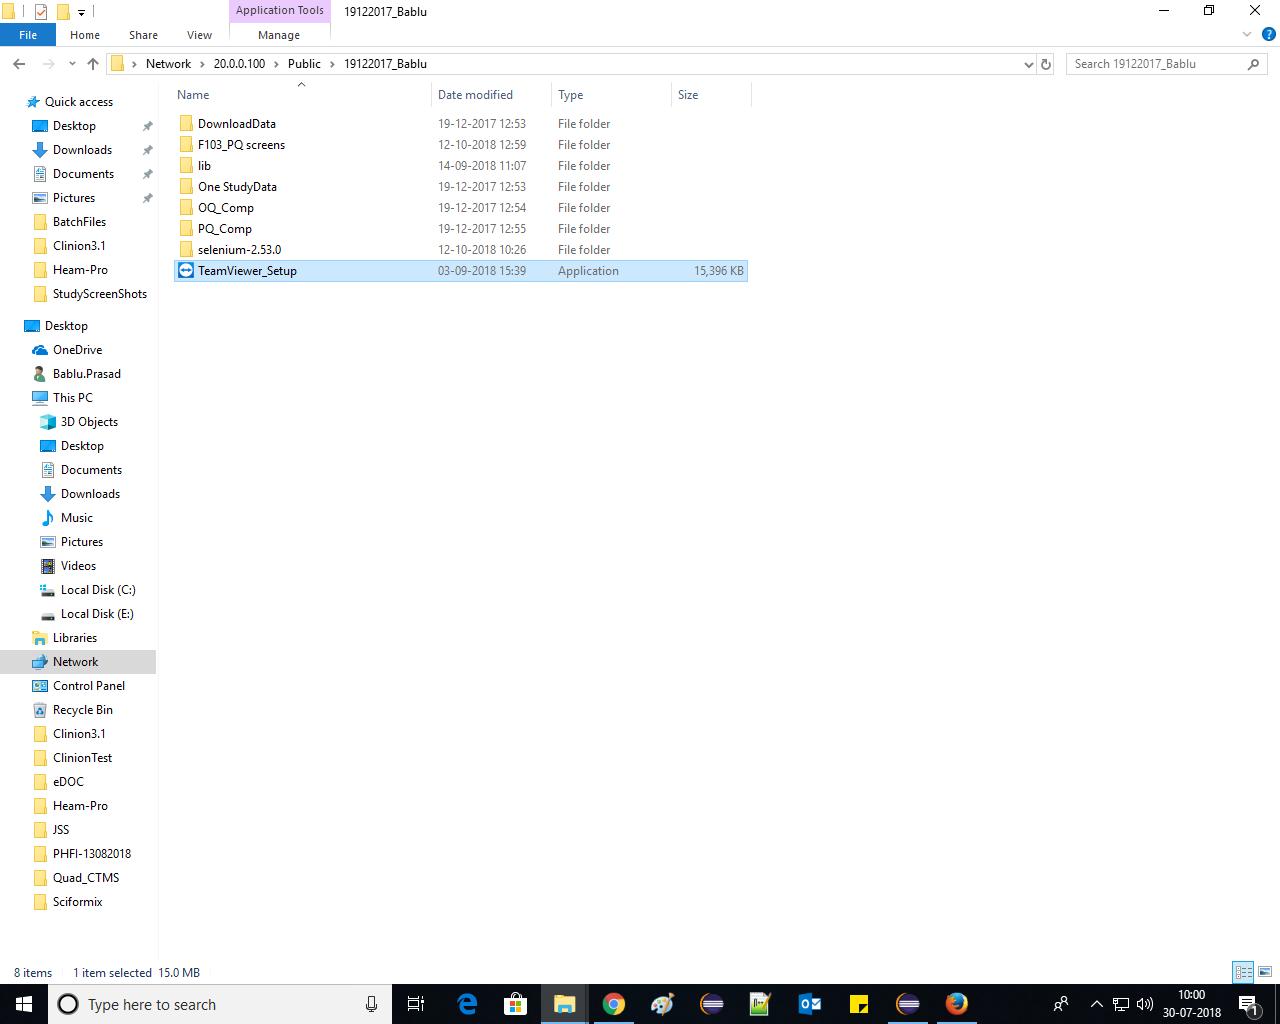 Application Tools
19122017_Bablu
File
Home
Share
View
Manage
Network
20.0.0.100
Public
19122017_Bablu
Search 19122017_Bablu
Name
Date modified
Type
Size
DownloadData 19-12-2017 12:53 File folder
F103_PQ screens 12-10-2018 12:59 File folder
lib 14-09-2018 11:07 File folder
One StudyData 19-12-2017 12:53 File folder
OQ_Comp 19-12-2017 12:54 File folder
PQ_Comp 19-12-2017 12:55 File folder
selenium-2.53.0 12-10-2018 10:26 File folder
TeamViewer_Setup 03-09-2018 15:39 Application 15,396 KB
Quick access
Desktop
Downloads
Documents
Pictures
BatchFiles
Clinion3.1
Heam-Pro
StudyScreenShots
Desktop
OneDrive
Bablu.Prasad
This PC
3D Objects
Desktop
Documents
Downloads
Music
Pictures
Videos
Local Disk (C:)
Local Disk (E:)
Libraries
Network
Control Panel
Recycle Bin
Clinion3.1
ClinionTest
eDOC
Heam-Pro
JSS
PHFI-13082018
Quad_CTMS
Sciformix
8 items
1 item selected 15.0 MB
Type here to search
10:00
30-07-2018
1